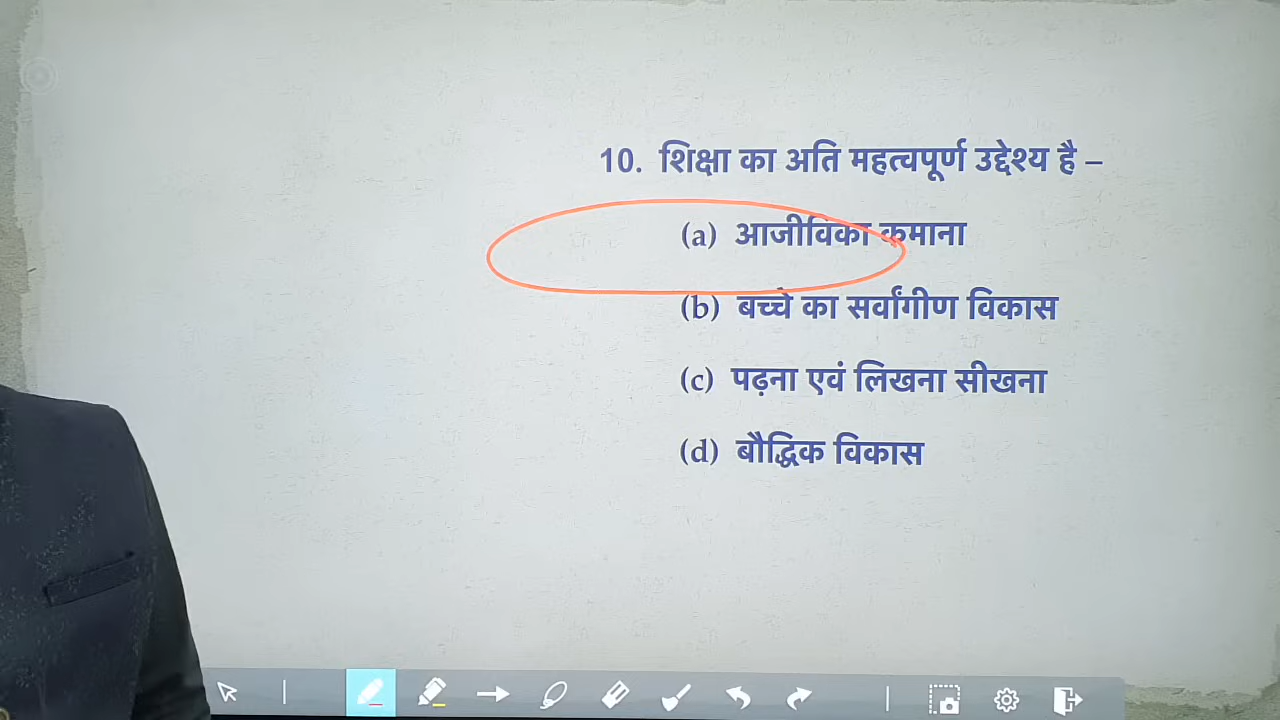 10. शिक्षा का अति महत्वपूर्ण उद्देश्य है –
(a) आजीविका कमाना
(b) बच्चे का सर्वांगीण विकास
(c) पढ़ना एवं लिखना सीखना
(d) बौद्धिक विकास